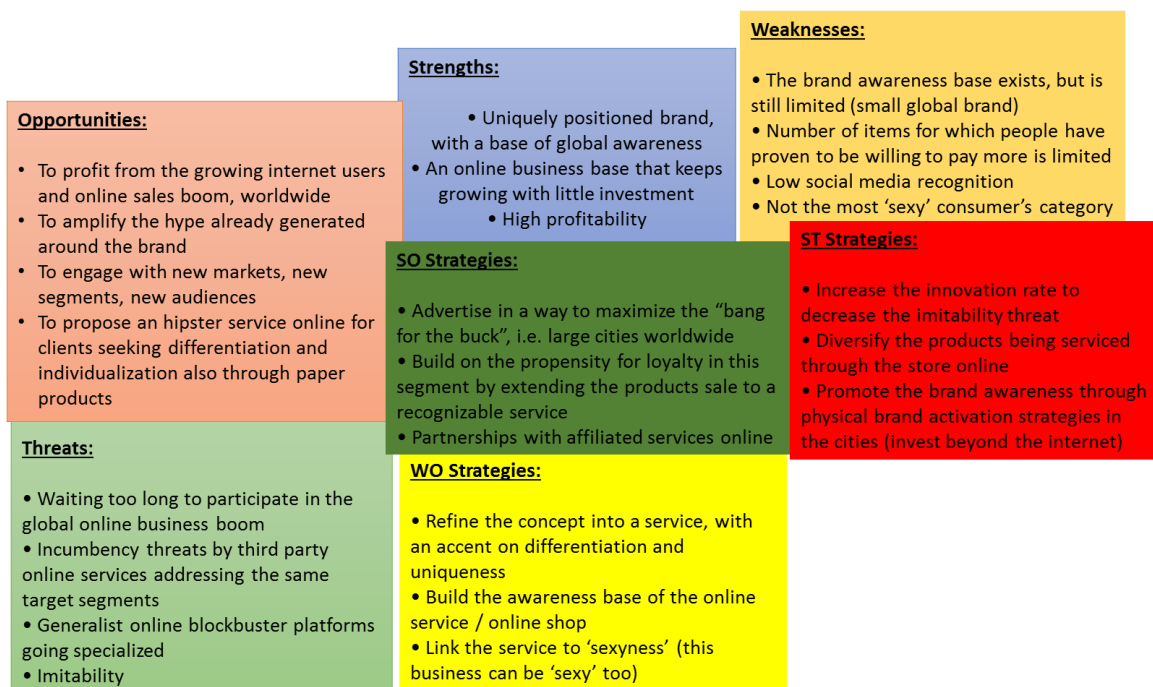 Opportunities:
• To profit from the growing internet users
and online sales boom, worldwide
• To amplify the hype already generated
around the brand
• To engage with new markets, new
segments, new audiences
• To propose an hipster service online for
clients seeking differentiation and
individualization also through paper
products
Strengths:
• Uniquely positioned brand,
with a base of global awareness
• An online business base that keeps
growing with little investment
• High profitability
Weaknesses:
• The brand awareness base exists, but is
still limited (small global brand)
• Number of items for which people have
proven to be willing to pay more is limited
• Low social media recognition
• Not the most ‘sexy’ consumer’s category
Threats:
• Waiting too long to participate in the
global online business boom
• Incumbency threats by third party
online services addressing the same
target segments
• Generalist online blockbuster platforms
going specialized
• Imitability
SO Strategies:
• Advertise in a way to maximize the “bang
for the buck”, i.e. large cities worldwide
• Build on the propensity for loyalty in this
segment by extending the products sale to a
recognizable service
• Partnerships with affiliated services online
ST Strategies:
• Increase the innovation rate to
decrease the imitability threat
• Diversify the products being serviced
through the store online
• Promote the brand awareness through
physical brand activation strategies in
the cities (invest beyond the internet)
WO Strategies:
• Refine the concept into a service, with
an accent on differentiation and
uniqueness
• Build the awareness base of the online
service / online shop
• Link the service to ‘sexyness’ (this
business can be ‘sexy’ too)